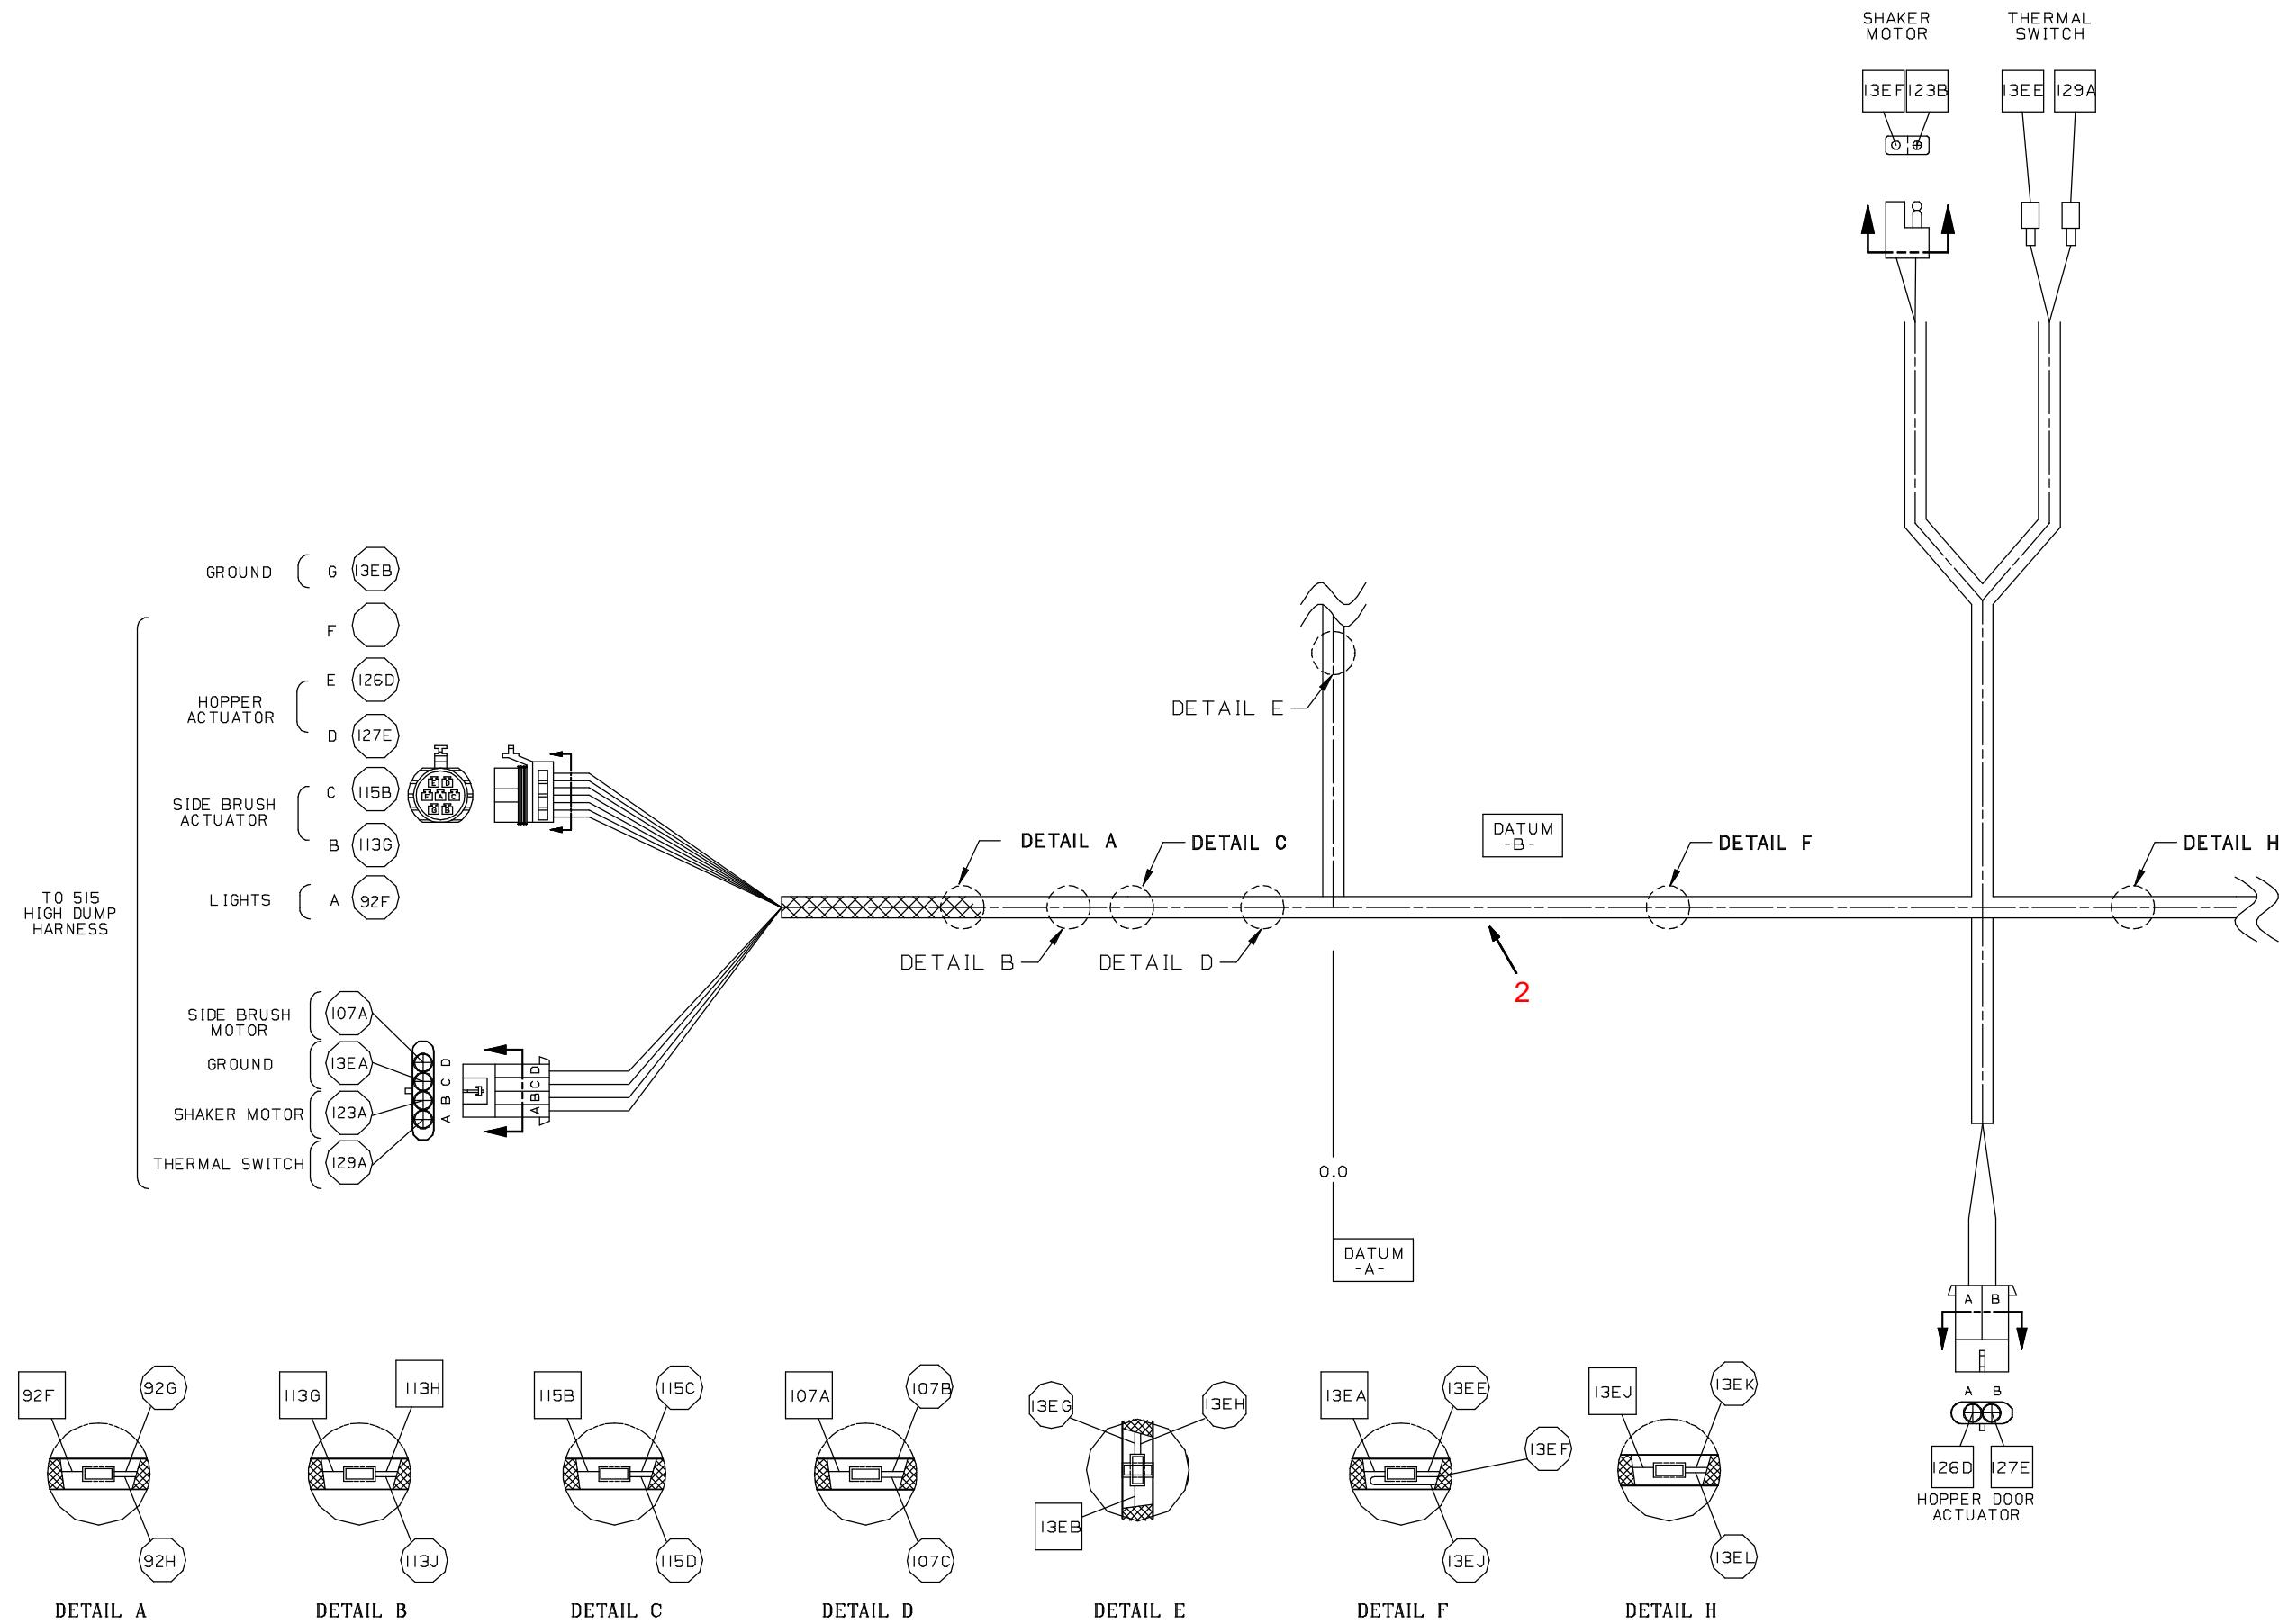 SHAKER
MOTOR
THERMAL
SWITCH
13EF
123B
13EE
129A
GROUND
G
13EB
F
HOPPER
ACTUATOR
E
126D
D
127E
SIDE BRUSH
ACTUATOR
C
115B
B
113G
LIGHTS
A
92F
TO 515
HIGH DUMP
HARNESS
E D
F A C
G B
SIDE BRUSH
MOTOR
107A
GROUND
13EA
SHAKER MOTOR
123A
THERMAL SWITCH
129A
D
C
B
A
D
C
B
A
DETAIL E
DETAIL A
DETAIL C
DATUM
-B-
DETAIL F
DETAIL H
DETAIL B
DETAIL D
2
0.0
DATUM
-A-
A B
A B
126D
127E
HOPPER DOOR
ACTUATOR
92F
92G
92H
DETAIL A
113G
113H
113J
DETAIL B
115B
115C
115D
DETAIL C
107A
107B
107C
DETAIL D
13EG
13EH
13EB
DETAIL E
13EA
13EE
13EF
13EJ
DETAIL F
13EJ
13EK
13EL
DETAIL H